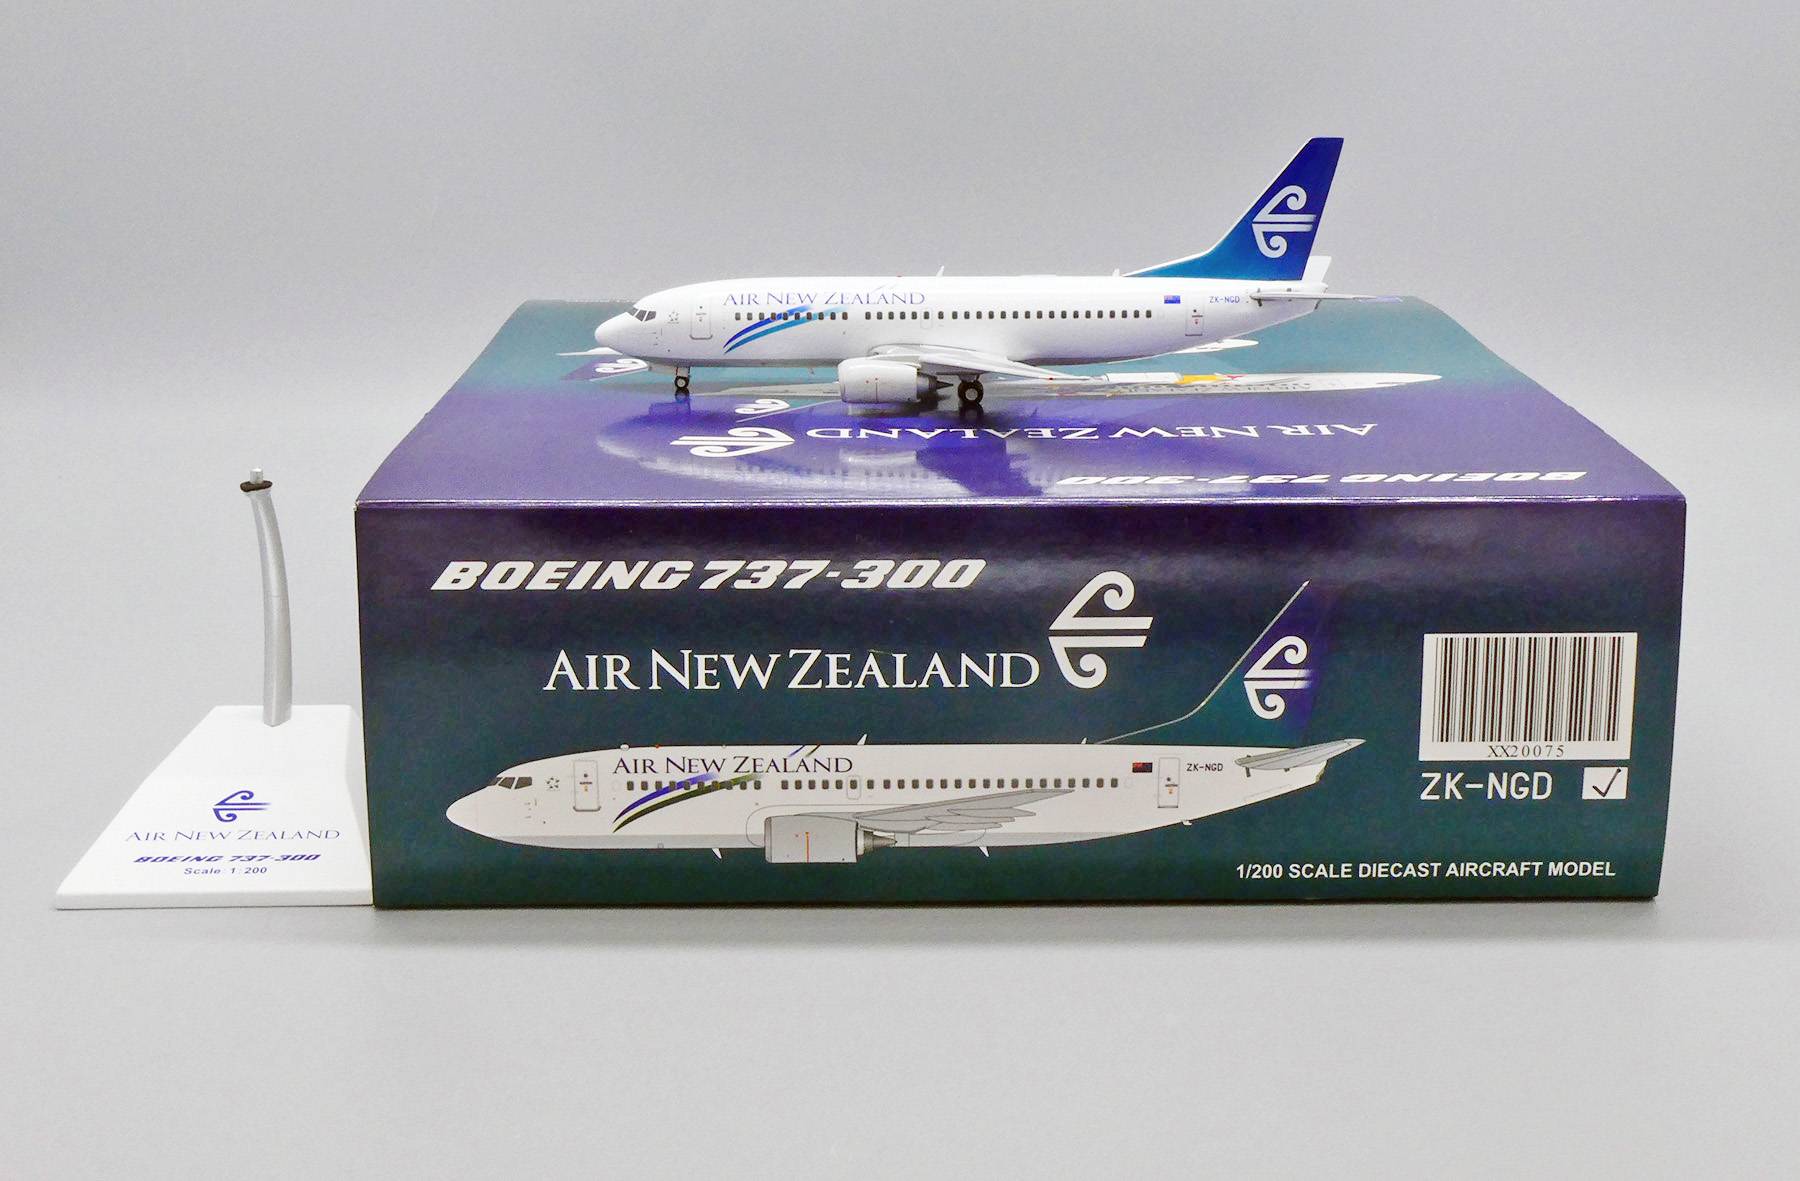 AIR NEW ZEALAND
ZK-NGD
AIR NEW ZEALAND
BOEING 737-300
BOEING 737-300
AIR NEW ZEALAND
AIR NEW ZEALAND
ZK-NGD
XX20075
ZK-NGD
1/200 SCALE DIECAST AIRCRAFT MODEL
AIR NEW ZEALAND
BOEING 737-300
Scale: 1:200